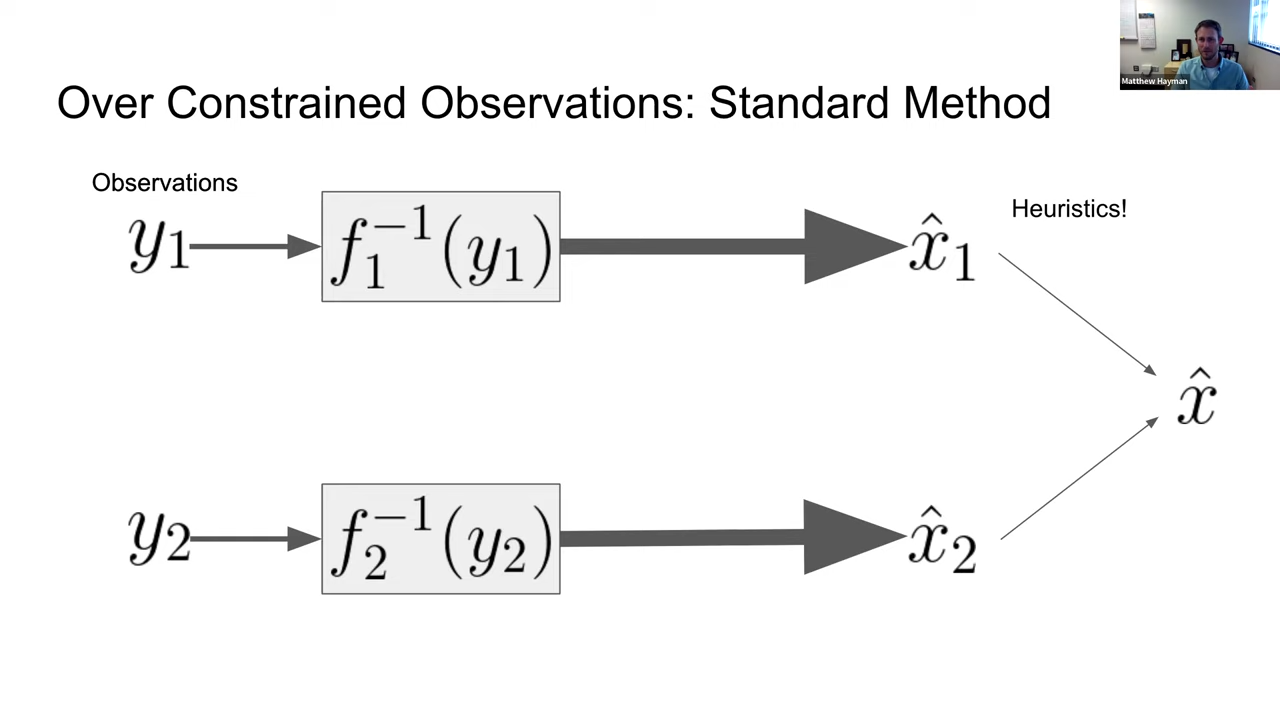 Matthew Hayman
Over Constrained Observations: Standard Method
Observations
Heuristics!
y₁
f₁⁻¹(y₁)
x̂₁
x̂
y₂
f₂⁻¹(y₂)
x̂₂